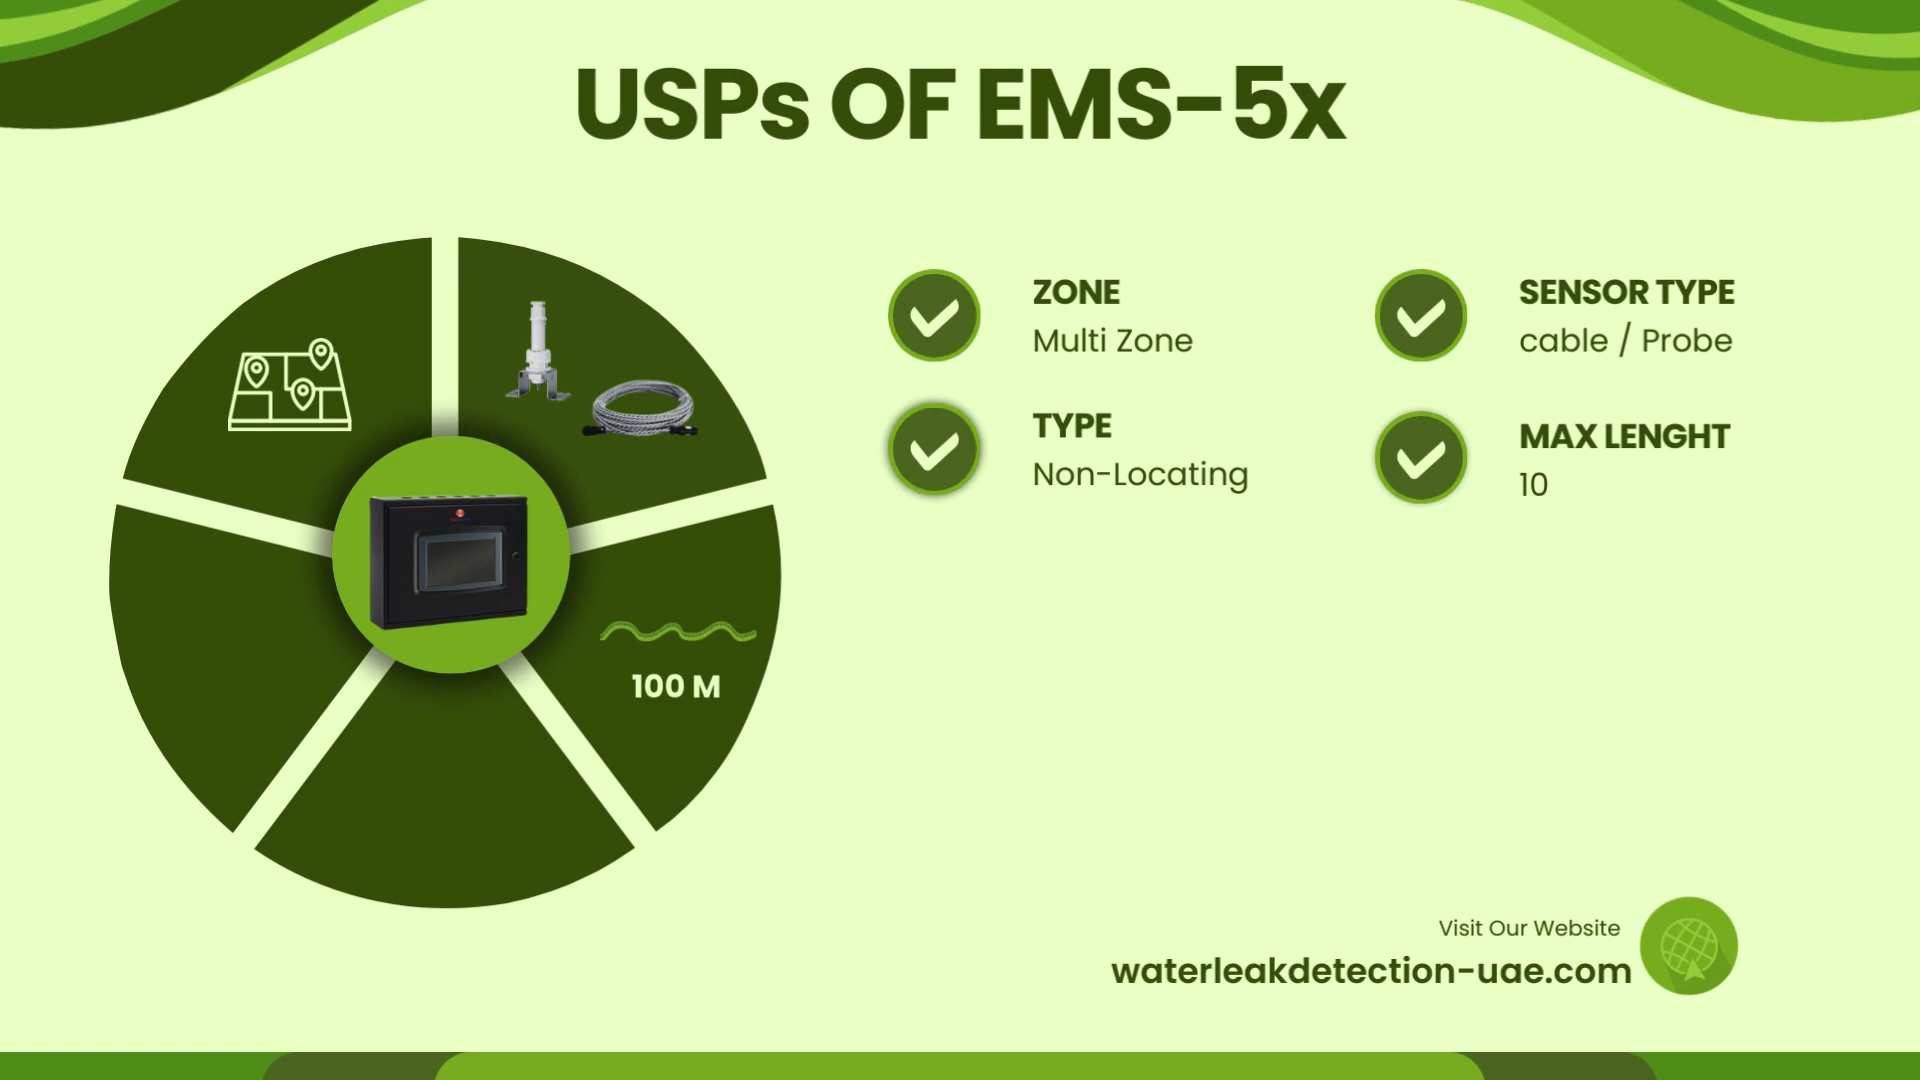 USPs OF EMS-5x
ZONE
Multi Zone
SENSOR TYPE
cable / Probe
TYPE
Non-Locating
MAX LENGHT
10
100 M
Visit Our Website
waterleakdetection-uae.com